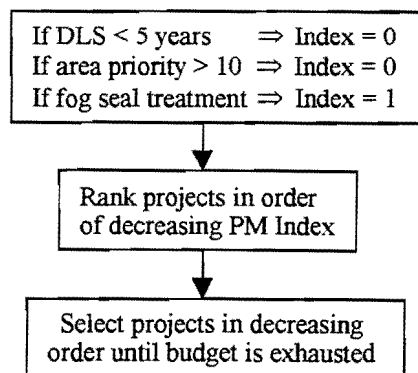 If DLS < 5 years ⇒ Index = 0
If area priority > 10 ⇒ Index = 0
If fog seal treatment ⇒ Index = 1
Rank projects in order
of decreasing PM Index
Select projects in decreasing
order until budget is exhausted